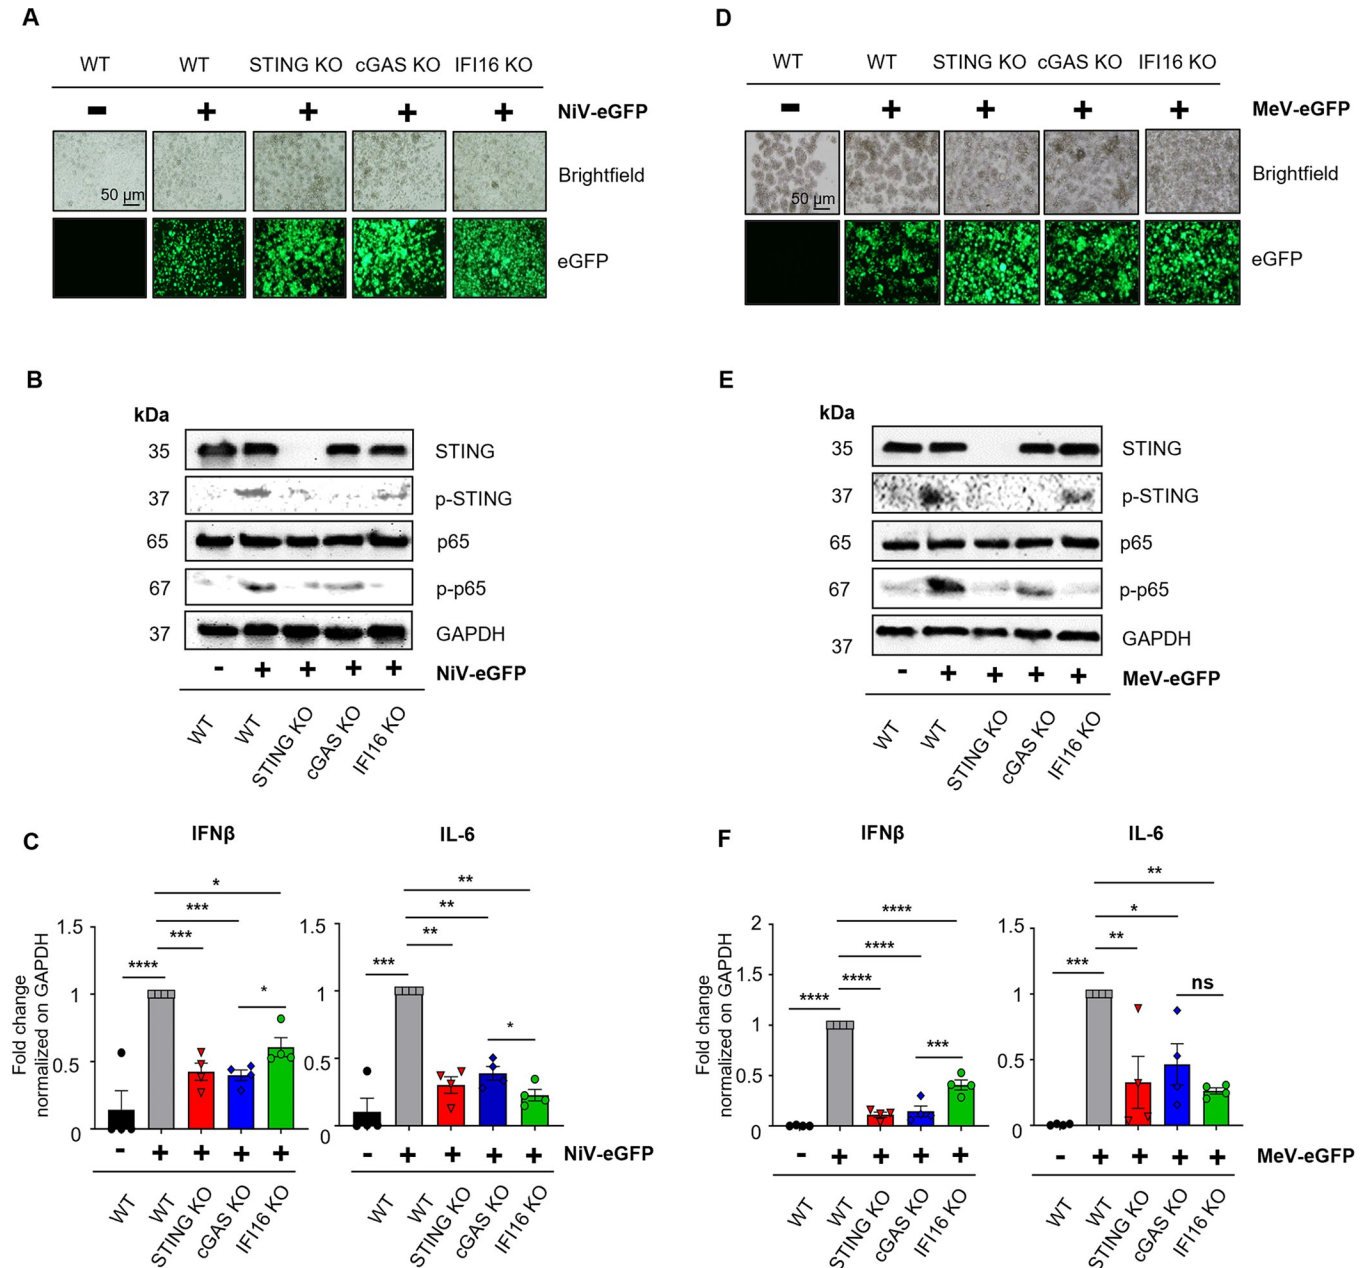 A
WT WT STING KO cGAS KO IFI16 KO
- + + + + NiV-eGFP
Brightfield
50 µm
eGFP
D
WT WT STING KO cGAS KO IFI16 KO
- + + + + MeV-eGFP
Brightfield
50 µm
eGFP
B
kDa
35 STING
37 p-STING
65 p65
67 p-p65
37 GAPDH
- + + + + NiV-eGFP
WT WT STING KO cGAS KO IFI16 KO
E
kDa
35 STING
37 p-STING
65 p65
67 p-p65
37 GAPDH
- + + + + MeV-eGFP
WT WT STING KO cGAS KO IFI16 KO
C
IFNβ
Fold change
normalized on GAPDH
1.5
1
0.5
0
*
***
***
****
*
- + + + +
WT WT STING KO cGAS KO IFI16 KO
IL-6
1.5
1
0.5
0
**
**
**
***
*
- + + + + NiV-eGFP
WT WT STING KO cGAS KO IFI16 KO
F
IFNβ
Fold change
normalized on GAPDH
2
1.5
1
0.5
0
****
****
****
****
***
- + + + +
WT WT STING KO cGAS KO IFI16 KO
IL-6
1.5
1
0.5
0
**
*
**
***
ns
- + + + + MeV-eGFP
WT WT STING KO cGAS KO IFI16 KO